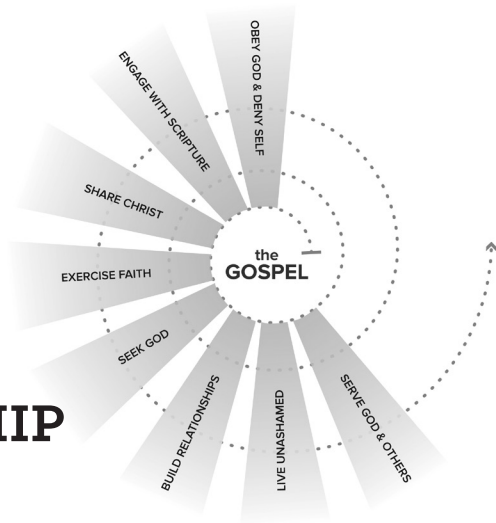 OBEY GOD & DENY SELF
ENGAGE WITH SCRIPTURE
SHARE CHRIST
EXERCISE FAITH
SEEK GOD
BUILD RELATIONSHIPS
LIVE UNASHAMED
SERVE GOD & OTHERS
the
GOSPEL